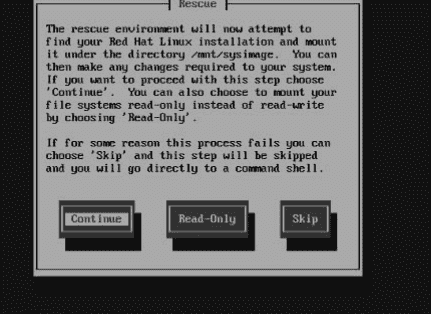 Rescue
The rescue environment will now attempt to
find your Red Hat Linux installation and mount
it under the directory /mnt/sysimage.  You can
then make any changes required to your system.
If you want to proceed with this step choose
'Continue'.  You can also choose to mount your
file systems read-only instead of read-write
by choosing 'Read-Only'.
If for some reason this process fails you can
choose 'Skip' and this step will be skipped
and you will go directly to a command shell.
Continue Read-Only Skip